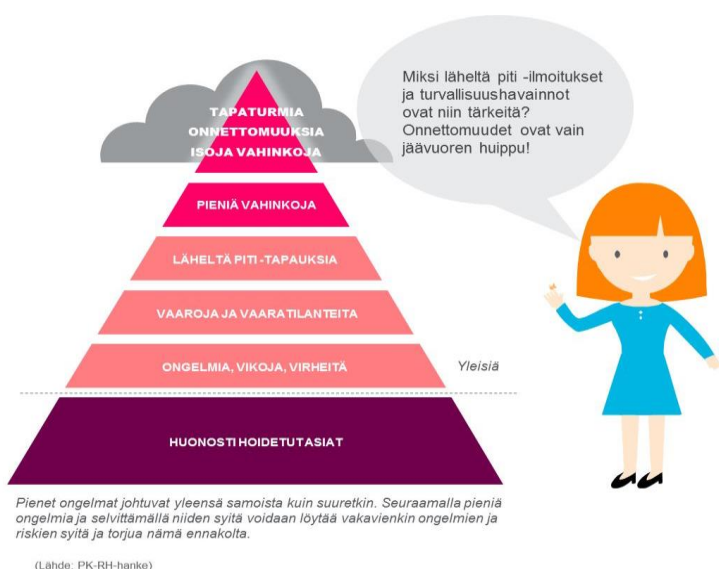 Miksi läheltä piti -ilmoitukset
ja turvallisuushavainnot
ovat niin tärkeitä?
Onnettomuudet ovat vain
jäävuoren huippu!
TAPATURMIA
ONNETTOMUUKSIA
ISOJA VAHINKOJA
PIENIÄ VAHINKOJA
LÄHELTÄ PITI -TAPAUKSIA
VAAROJA JA VAARATILANTEITA
ONGELMIA, VIKOJA, VIRHEITÄ
Yleisiä
HUONOSTI HOIDETUT ASIAT
Pienet ongelmat johtuvat yleensä samoista kuin suuretkin. Seuraamalla pieniä
ongelmia ja selvittämällä niiden syitä voidaan löytää vakavienkin ongelmien ja
riskien syitä ja torjua nämä ennakolta.
(Lähde: PK-RH-hanke)